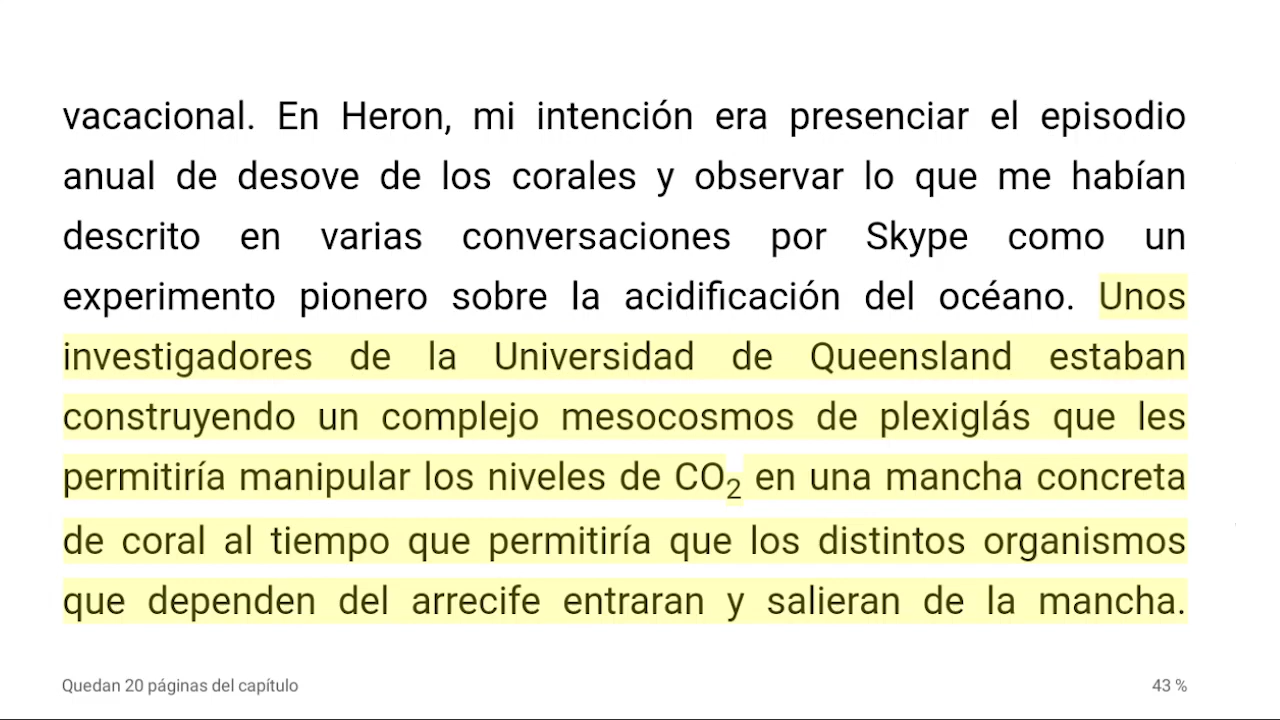 vacacional. En Heron, mi intención era presenciar el episodio
anual de desove de los corales y observar lo que me habían
descrito en varias conversaciones por Skype como un
experimento pionero sobre la acidificación del océano. Unos
investigadores de la Universidad de Queensland estaban
construyendo un complejo mesocosmos de plexiglás que les
permitiría manipular los niveles de CO₂ en una mancha concreta
de coral al tiempo que permitiría que los distintos organismos
que dependen del arrecife entraran y salieran de la mancha.
Quedan 20 páginas del capítulo
43 %